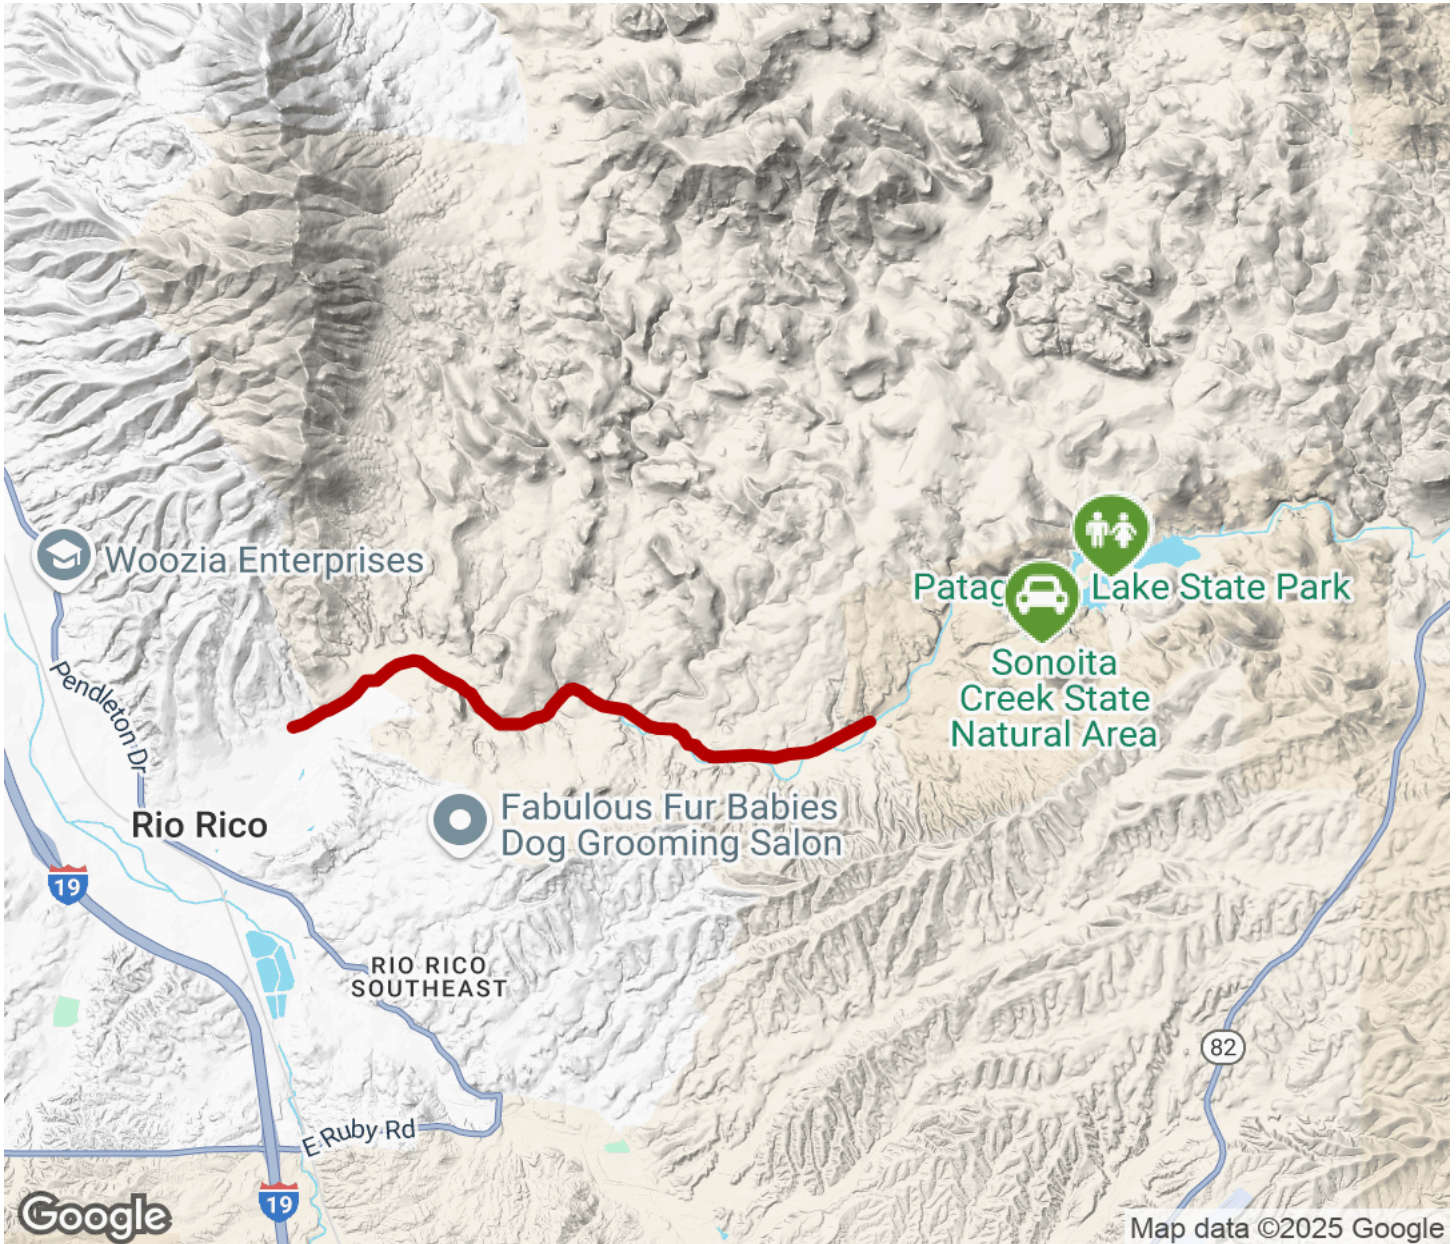 Woozia Enterprises
Patag
Lake State Park
Sonoita
Creek State
Natural Area
Pendleton Dr
Rio Rico
Fabulous Fur Babies
Dog Grooming Salon
19
RIO RICO
SOUTHEAST
82
E Ruby Rd
19
Google
Map data ©2025 Google